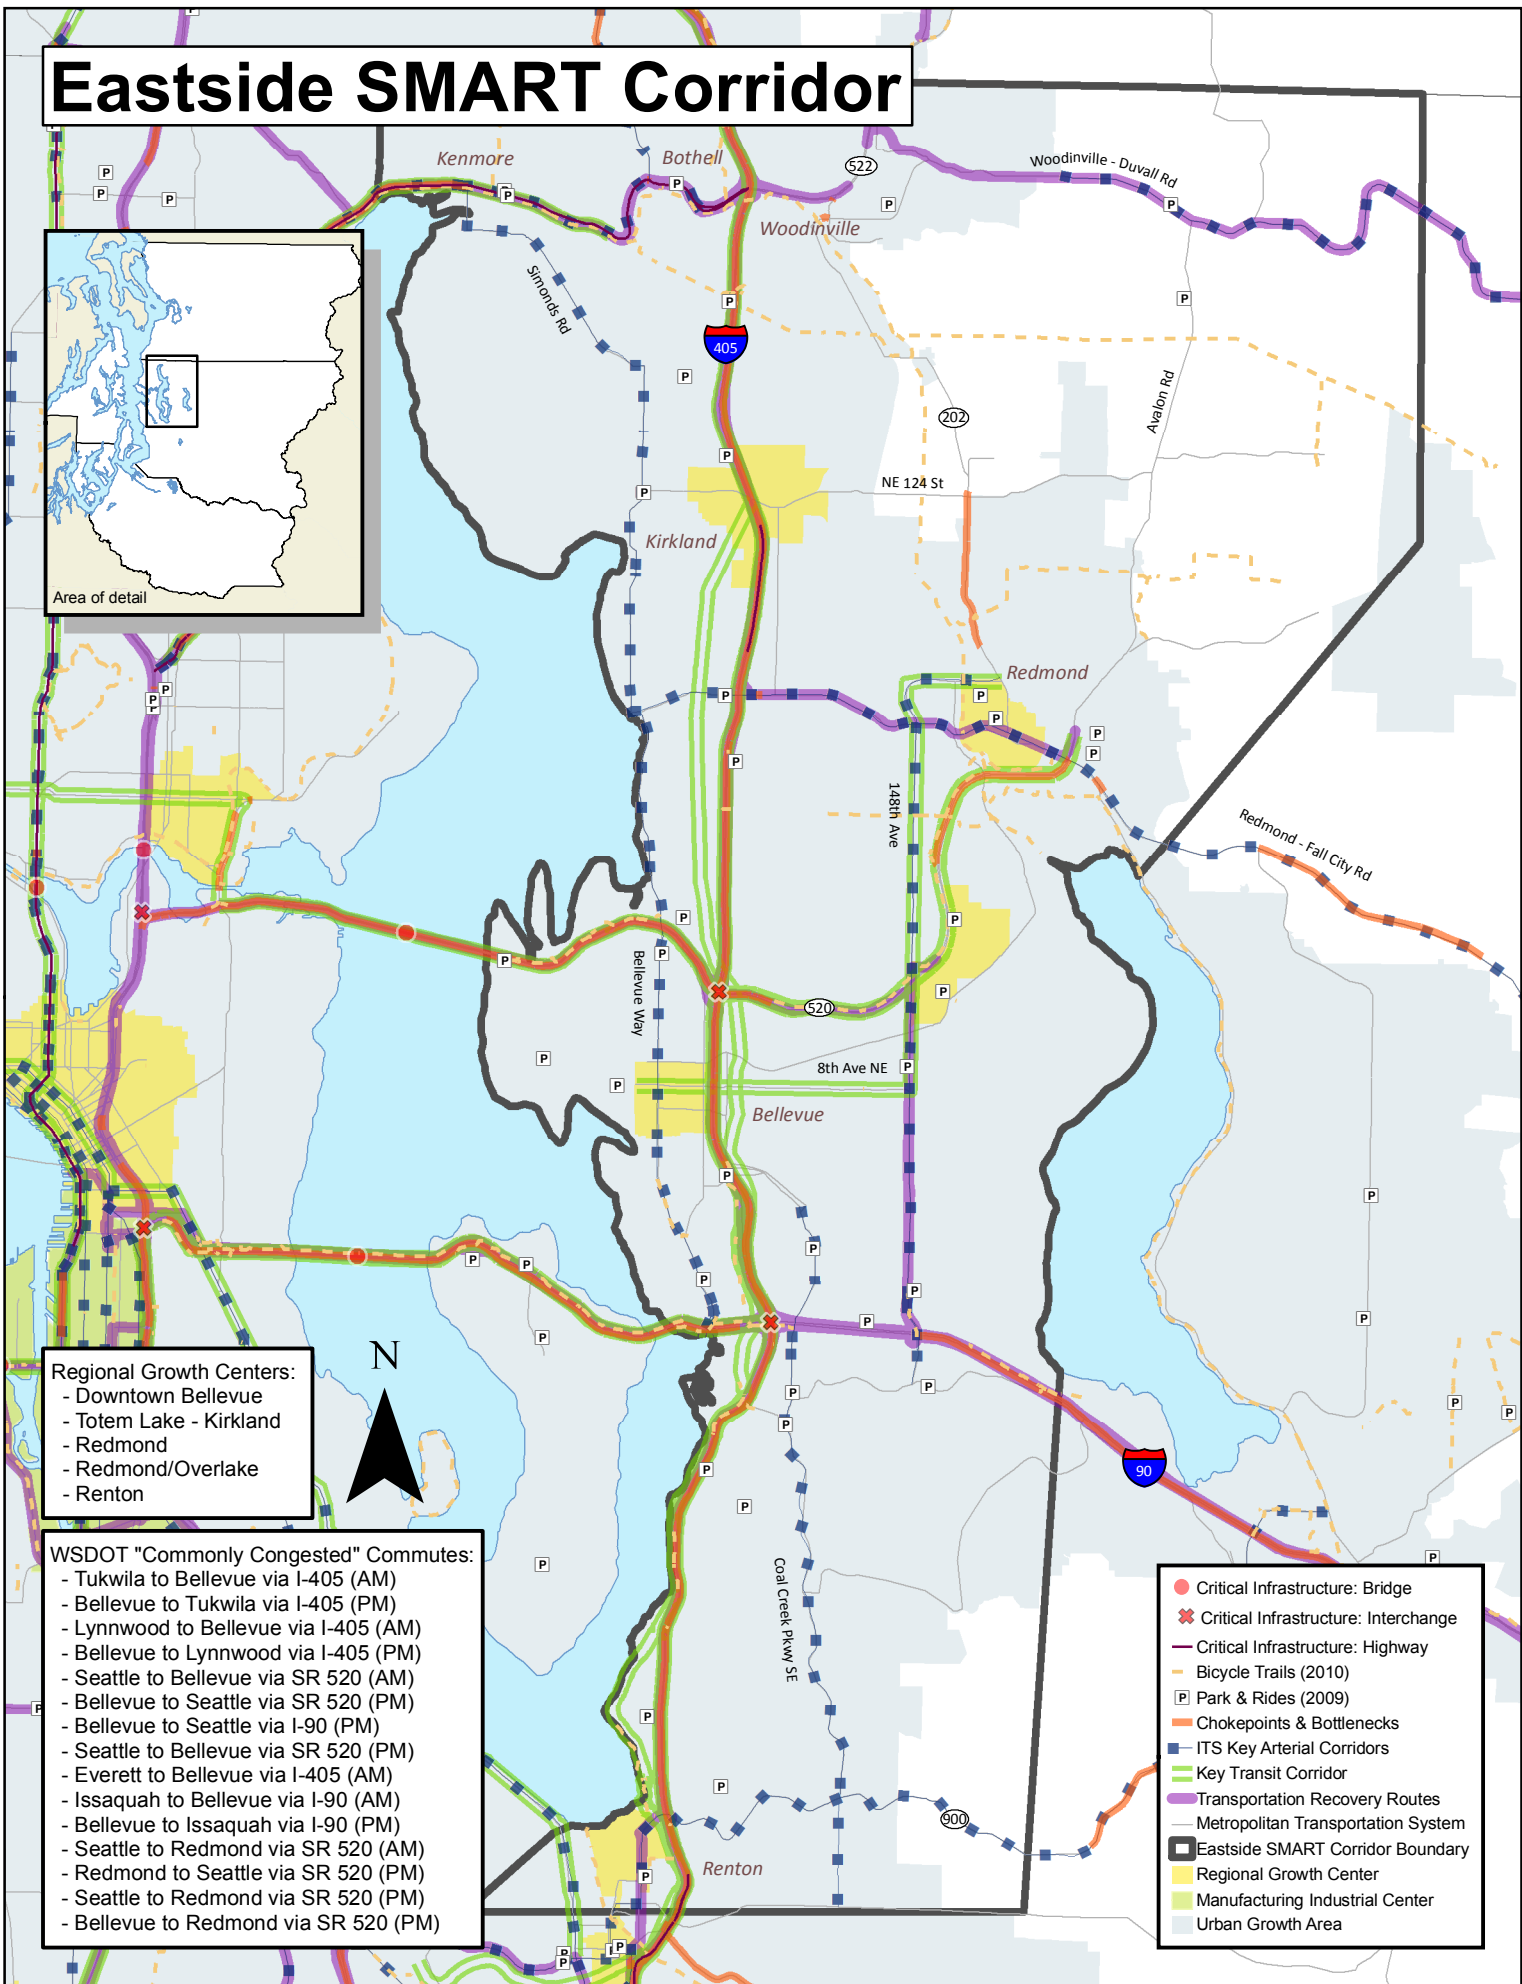 Eastside SMART Corridor
Kenmore
Bothell
522
Woodinville - Duvall Rd
Woodinville
Simonds Rd
405
202
Avalon Rd
NE 124 St
Kirkland
Area of detail
Redmond
148th Ave
Redmond - Fall City Rd
Bellevue Way
520
8th Ave NE
Bellevue
N
90
Coal Creek Pkwy SE
900
Renton
Regional Growth Centers:
- Downtown Bellevue
- Totem Lake - Kirkland
- Redmond
- Redmond/Overlake
- Renton
WSDOT "Commonly Congested" Commutes:
- Tukwila to Bellevue via I-405 (AM)
- Bellevue to Tukwila via I-405 (PM)
- Lynnwood to Bellevue via I-405 (AM)
- Bellevue to Lynnwood via I-405 (PM)
- Seattle to Bellevue via SR 520 (AM)
- Bellevue to Seattle via SR 520 (PM)
- Bellevue to Seattle via I-90 (PM)
- Seattle to Bellevue via SR 520 (PM)
- Everett to Bellevue via I-405 (AM)
- Issaquah to Bellevue via I-90 (AM)
- Bellevue to Issaquah via I-90 (PM)
- Seattle to Redmond via SR 520 (AM)
- Redmond to Seattle via SR 520 (PM)
- Seattle to Redmond via SR 520 (PM)
- Bellevue to Redmond via SR 520 (PM)
Critical Infrastructure: Bridge
Critical Infrastructure: Interchange
Critical Infrastructure: Highway
Bicycle Trails (2010)
P Park & Rides (2009)
Chokepoints & Bottlenecks
ITS Key Arterial Corridors
Key Transit Corridor
Transportation Recovery Routes
Metropolitan Transportation System
Eastside SMART Corridor Boundary
Regional Growth Center
Manufacturing Industrial Center
Urban Growth Area